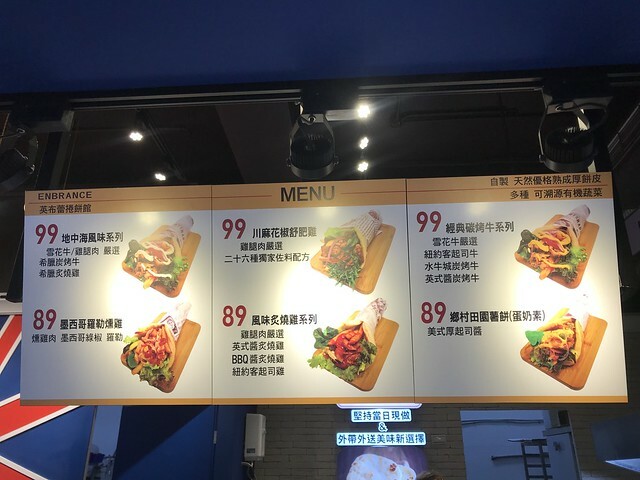 ENBRANCE
英布蕾捲餅館
MENU
自製 天然優格熟成厚餅皮
多種 可溯源有機蔬菜
99 地中海風味系列
雪花牛/雞腿肉 嚴選
希臘炭烤牛
希臘炙燒雞
89 墨西哥羅勒燻雞
燻雞肉 墨西哥綠椒 羅勒
99 川麻花椒舒肥雞
雞腿肉嚴選
二十六種獨家佐料配方
89 風味炙燒雞系列
雞腿肉嚴選
英式醬炙燒雞
BBQ醬炙燒雞
紐約客起司雞
99 經典碳烤牛系列
雪花牛嚴選
紐約客起司牛
水牛城炭烤牛
英式醬炭烤牛
89 鄉村田園薯餅(蛋奶素)
美式厚起司醬
堅持當日現做
&
外帶外送美味新選擇